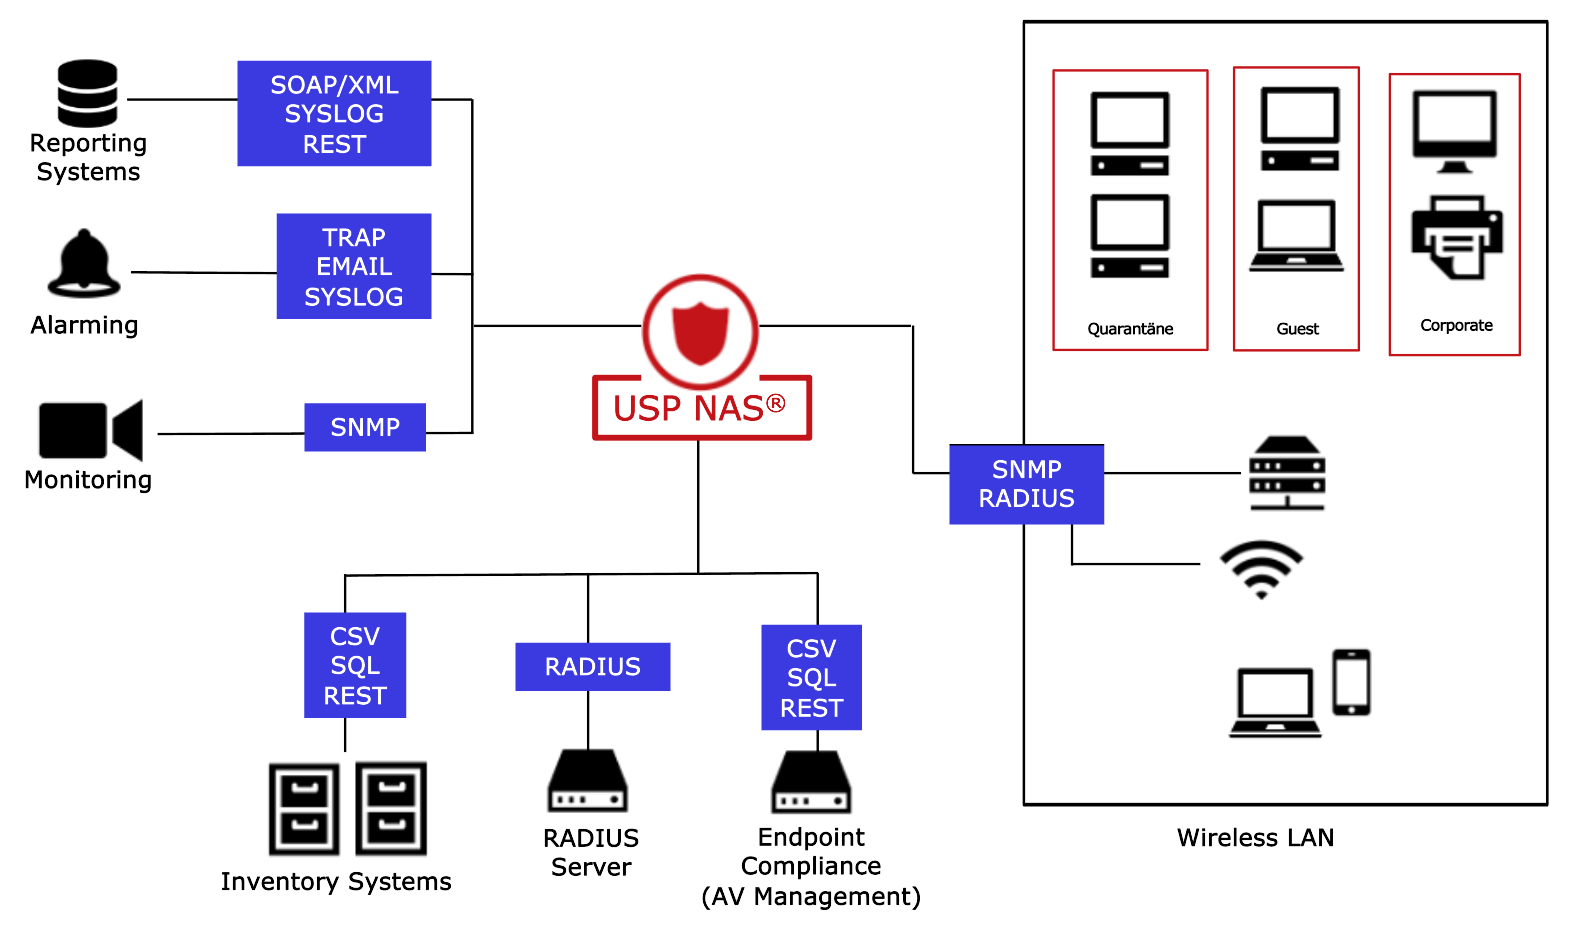 SOAP/XML
SYSLOG
REST
Reporting
Systems
TRAP
EMAIL
SYSLOG
Alarming
SNMP
Monitoring
USP NAS®
Quarantäne
Guest
Corporate
SNMP
RADIUS
CSV
SQL
REST
Inventory Systems
RADIUS
RADIUS
Server
CSV
SQL
REST
Endpoint
Compliance
(AV Management)
Wireless LAN